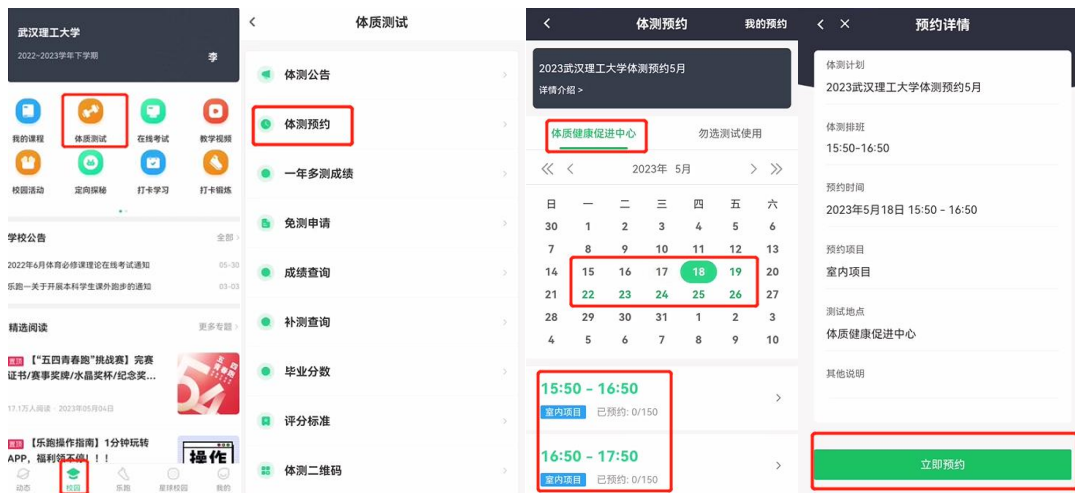 武汉理工大学
2022~2023学年下学期
李
我的课程
体质测试
在线考试
教学视频
校园活动
定向探秘
打卡学习
打卡锻炼
学校公告
全部 >
2022年6月体育必修课理论在线考试通知
05-30
乐跑—关于开展本科学生课外跑步的通知
03-03
精选阅读
更多专题 >
置顶 【“五四青春跑”挑战赛】完赛
证书/赛事奖牌/水晶奖杯/纪念奖...
17.1万人阅读 · 2023年05月04日
置顶 【乐跑操作指南】1分钟玩转
APP，福利领不停！！！
操作
动态
校园
乐跑
星球校园
我的
体质测试
体测公告
体测预约
一年多测成绩
免测申请
成绩查询
补测查询
毕业分数
评分标准
体测二维码
体测预约
我的预约
2023武汉理工大学体测预约5月
详情介绍 >
体质健康促进中心
勿选测试使用
2023年 5月
日 一 二 三 四 五 六
30 1 2 3 4 5 6
7 8 9 10 11 12 13
14 15 16 17 18 19 20
21 22 23 24 25 26 27
28 29 30 31 1 2 3
4 5 6 7 8 9 10
15:50 - 16:50
室内项目 已预约: 0/150
16:50 - 17:50
室内项目 已预约: 0/150
预约详情
体测计划
2023武汉理工大学体测预约5月
体测排班
15:50-16:50
预约时间
2023年5月18日 15:50 - 16:50
预约项目
室内项目
测试地点
体质健康促进中心
其他说明
立即预约